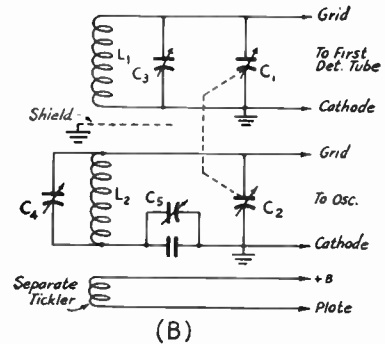 Grid
L1
C3
C1
To First
Det. Tube
Cathode
Shield
Grid
C4
L2
C5
C2
To Osc.
Cathode
Separate
Tickler
+B
Plate
(B)